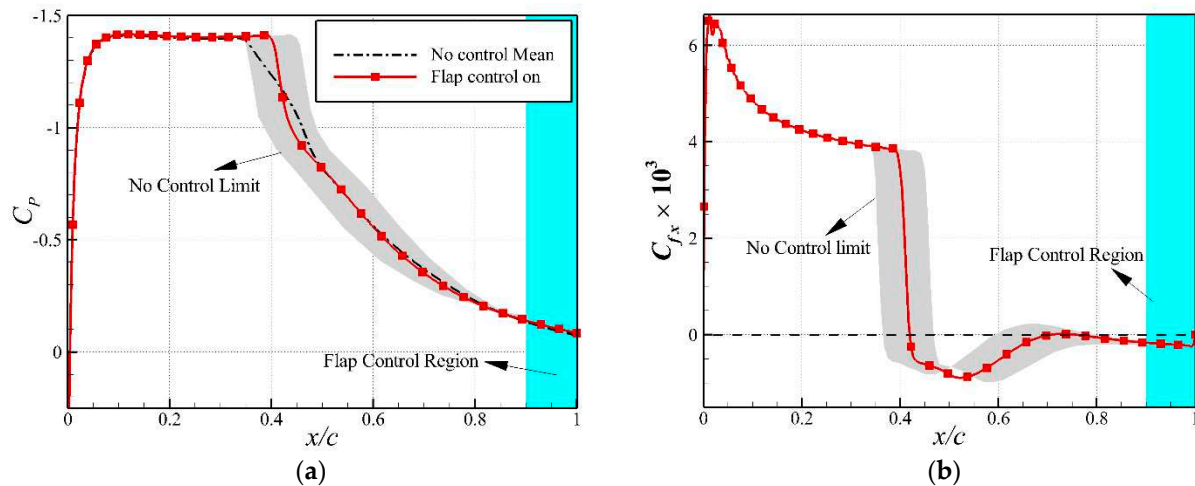 -1.5
-1
-0.5
0
C_P
0
0.2
0.4
0.6
0.8
1
x/c
No control Mean
Flap control on
No Control Limit
Flap Control Region
(a)
6
4
2
0
0
C_fx × 10³
0
0.2
0.4
0.6
0.8
1
x/c
No Control limit
Flap Control Region
(b)